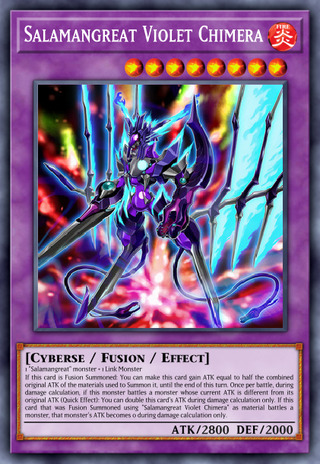 Salamangreat Violet Chimera
FIRE
炎
[Cyberse / Fusion / Effect]
1 "Salamangreat" monster + 1 Link Monster
If this card is Fusion Summoned: You can make this card gain ATK equal to half the combined
original ATK of the materials used to Summon it, until the end of this turn. Once per battle, during
damage calculation, if this monster battles a monster whose current ATK is different from its
original ATK (Quick Effect): You can double this card's ATK during damage calculation only. If this
card that was Fusion Summoned using "Salamangreat Violet Chimera" as material battles a
monster, that monster's ATK becomes 0 during damage calculation only.
ATK/2800 DEF/2000